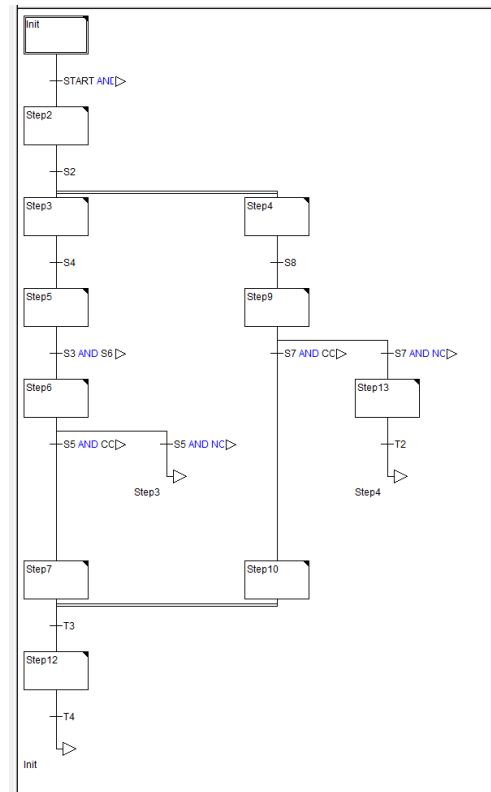 Init
START AND
Step2
S2
Step3
Step4
S4
S8
Step5
Step9
S3 AND S6
S7 AND CC
S7 AND NC
Step6
Step13
S5 AND CC
S5 AND NC
T2
Step3
Step4
Step7
Step10
T3
Step12
T4
Init